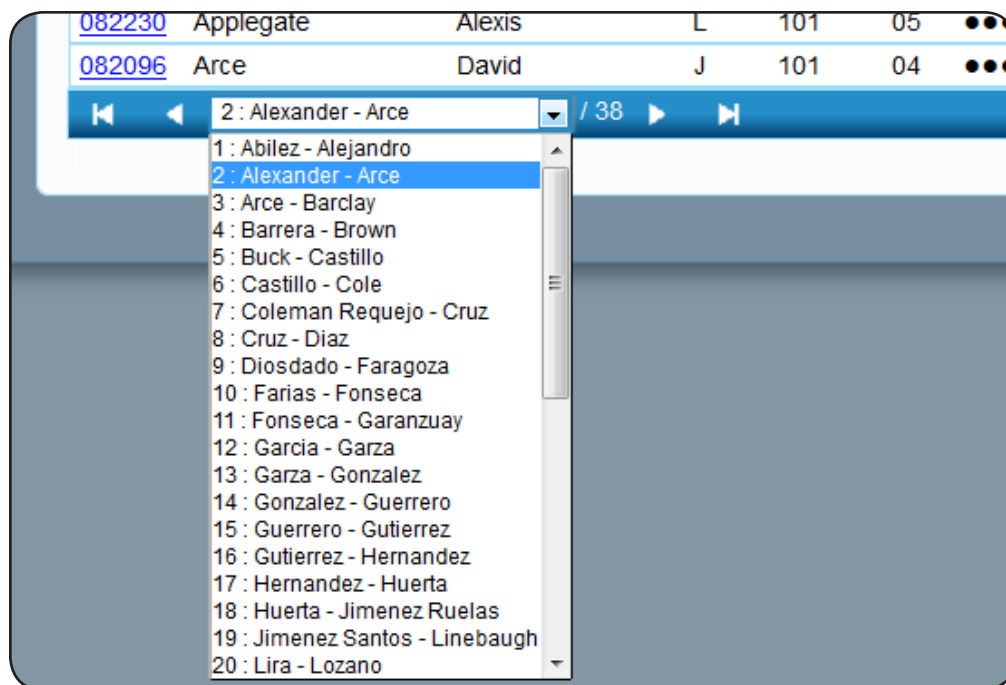 082230 Applegate Alexis L 101 05
082096 Arce David J 101 04
2 : Alexander - Arce / 38
1 : Abilez - Alejandro
2 : Alexander - Arce
3 : Arce - Barclay
4 : Barrera - Brown
5 : Buck - Castillo
6 : Castillo - Cole
7 : Coleman Requejo - Cruz
8 : Cruz - Diaz
9 : Diosdado - Faragoza
10 : Farias - Fonseca
11 : Fonseca - Garanzuay
12 : Garcia - Garza
13 : Garza - Gonzalez
14 : Gonzalez - Guerrero
15 : Guerrero - Gutierrez
16 : Gutierrez - Hernandez
17 : Hernandez - Huerta
18 : Huerta - Jimenez Ruelas
19 : Jimenez Santos - Linebaugh
20 : Lira - Lozano